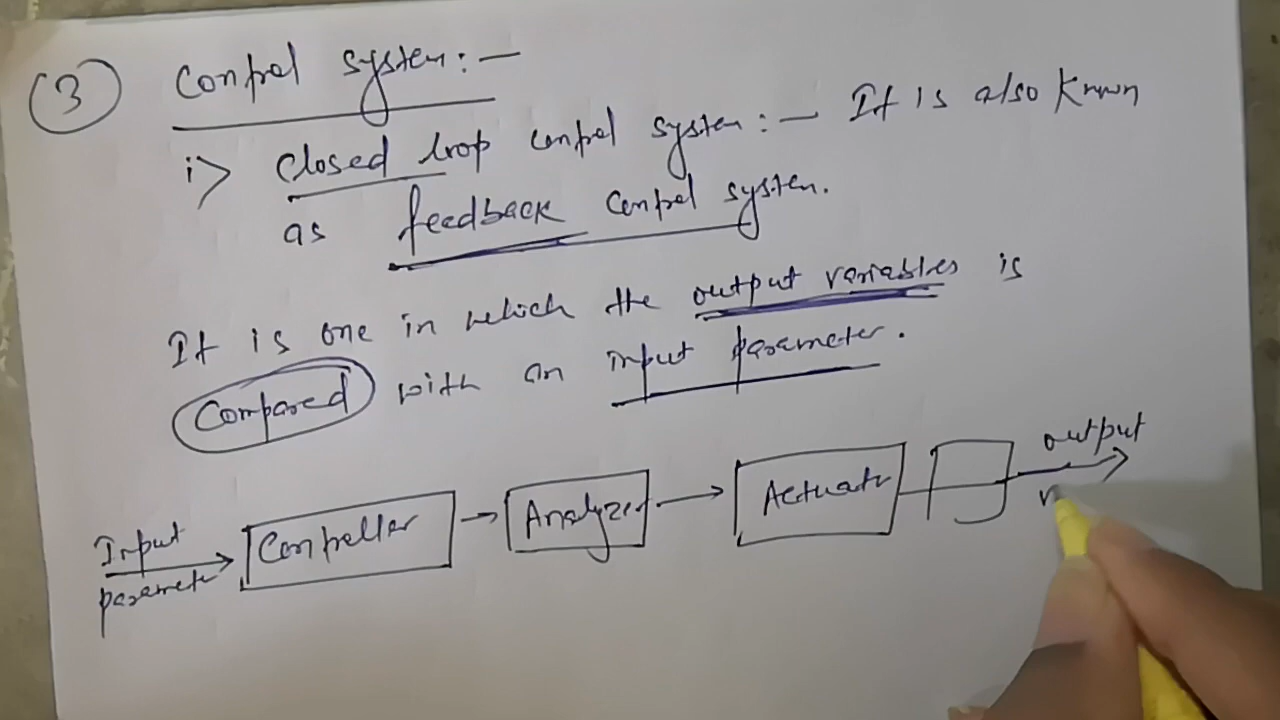 (3) Control system: —
i> Closed loop control system: — It is also known
as feedback control system.
It is one in which the output variables is
Compared with an input parameter.
Input
parameter
Controller
Analyzer
Actuator
output